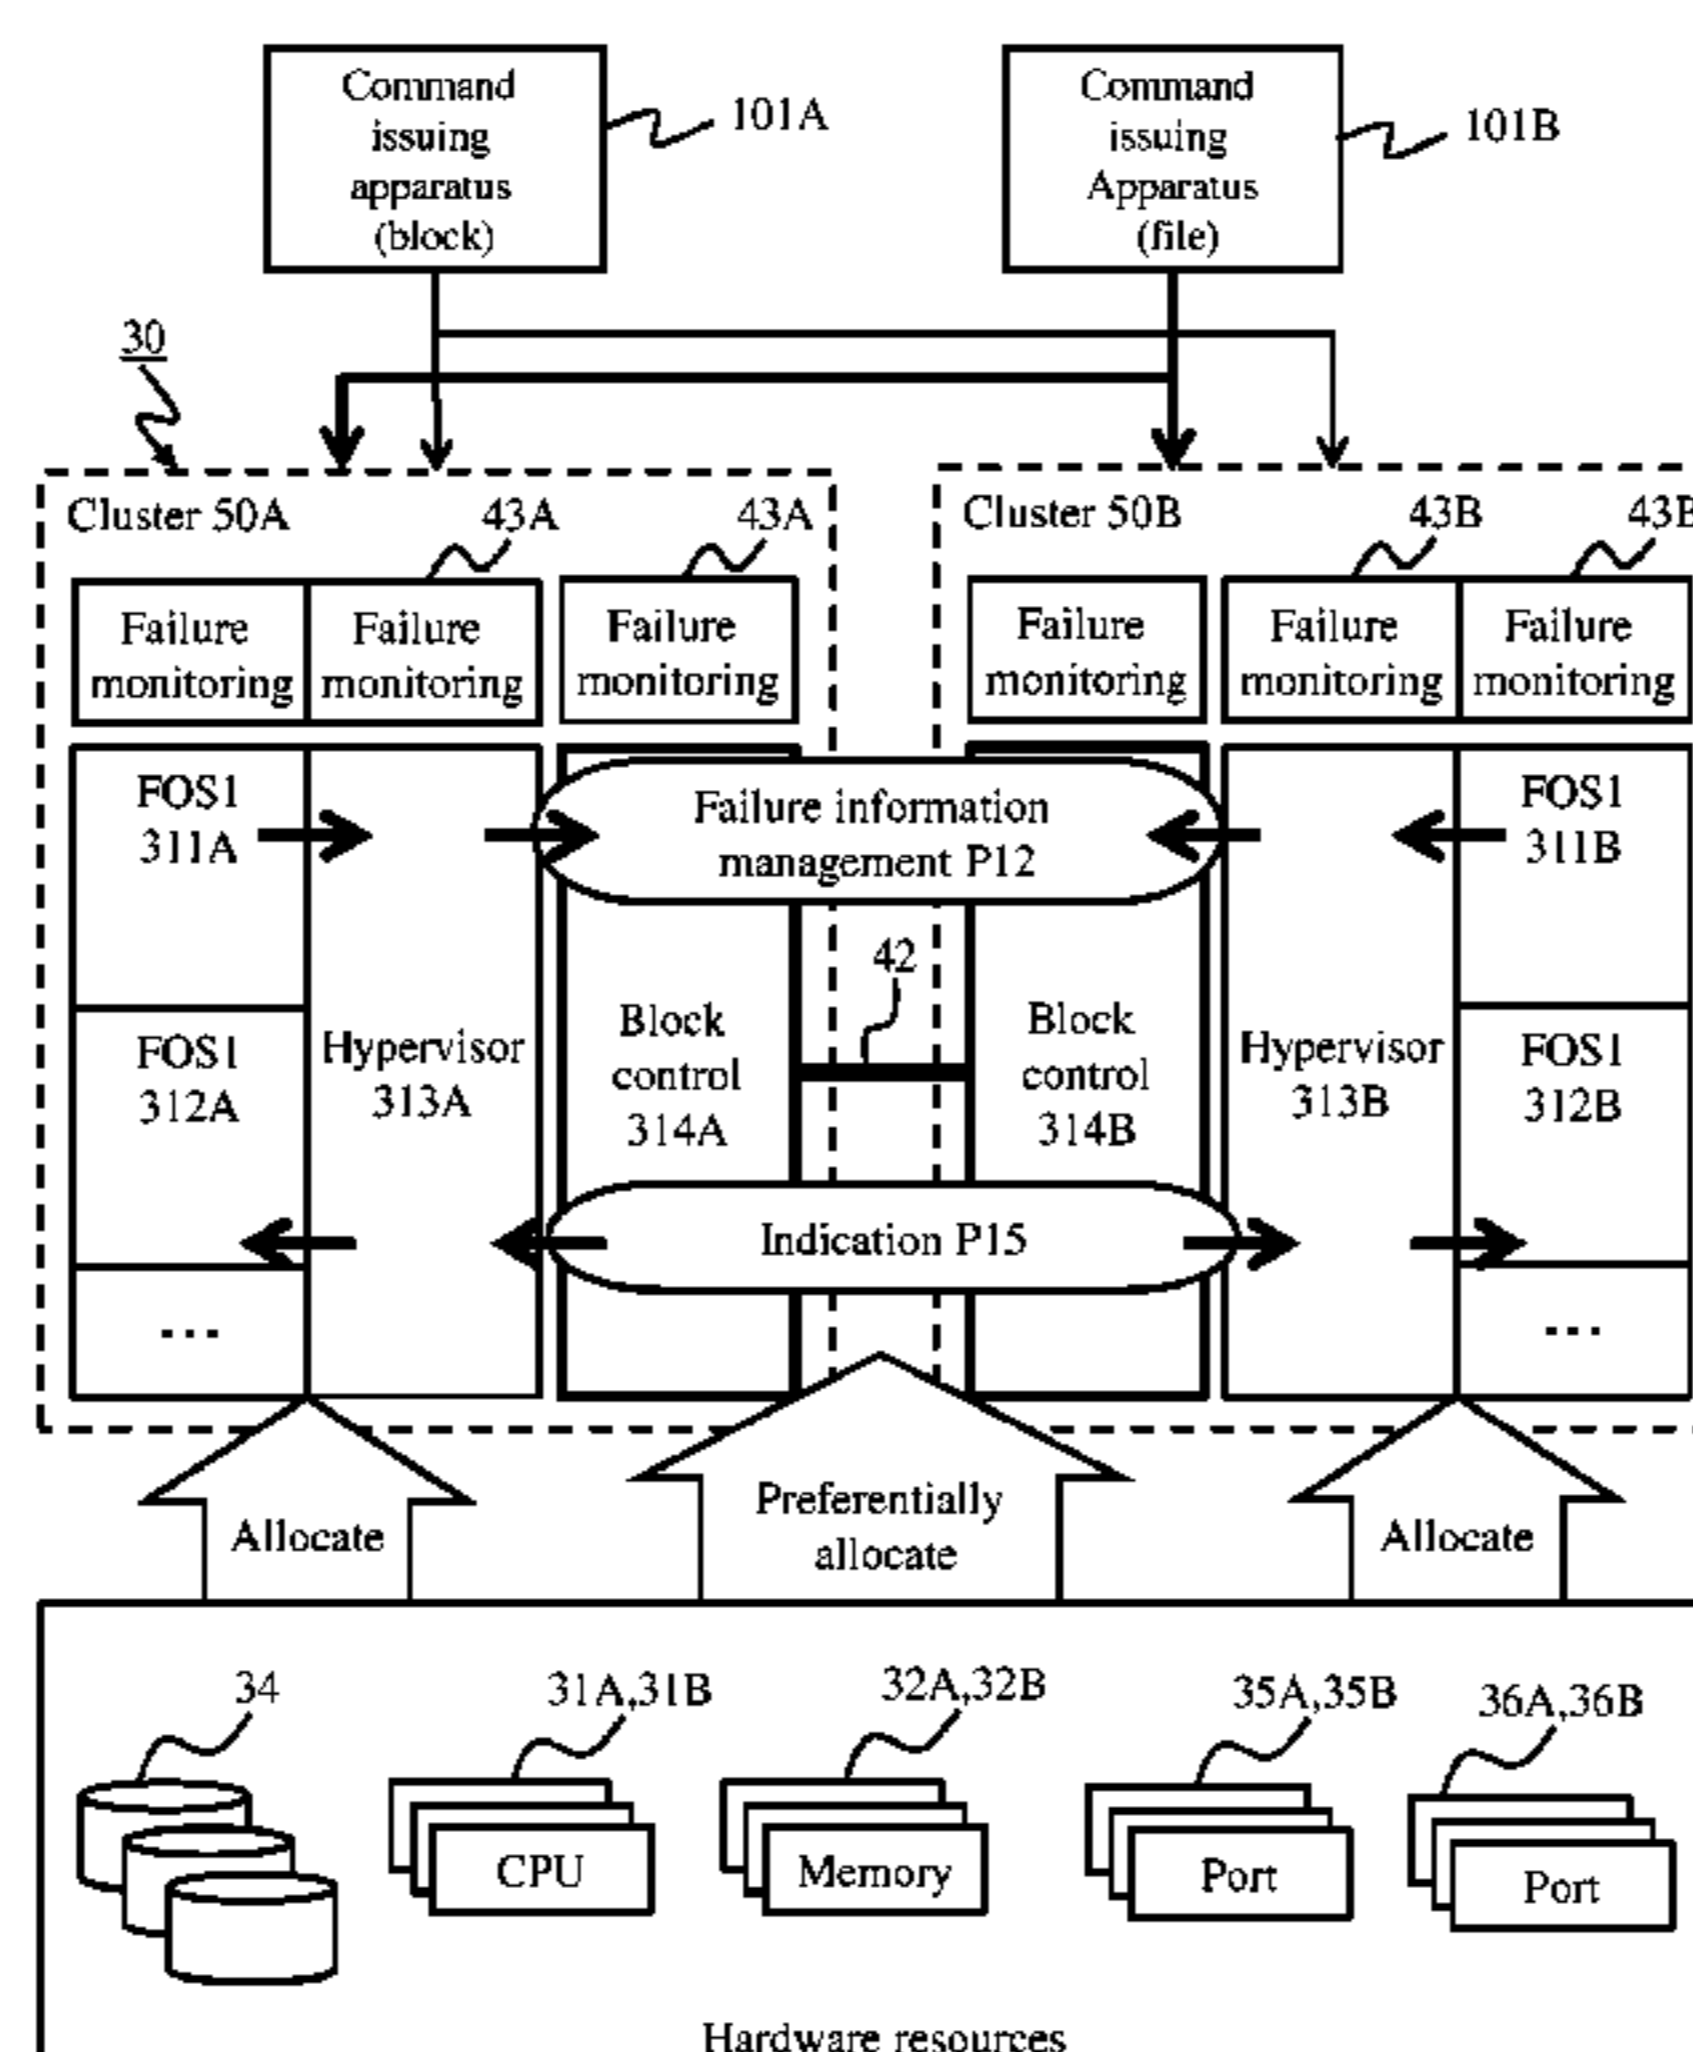 Command
issuing
apparatus
(block)
101A
Command
issuing
Apparatus
(file)
101B
30
Cluster 50A
43A
43A
Cluster 50B
43B
43B
Failure
monitoring
Failure
monitoring
Failure
monitoring
Failure
monitoring
Failure
monitoring
Failure
monitoring
FOS1
311A
Failure information
management P12
FOS1
311B
42
FOS1
312A
Hypervisor
313A
Block
control
314A
Block
control
314B
Hypervisor
313B
FOS1
312B
Indication P15
...
...
Allocate
Preferentially
allocate
Allocate
34
31A,31B
32A,32B
35A,35B
36A,36B
CPU
Memory
Port
Port
Hardware resources